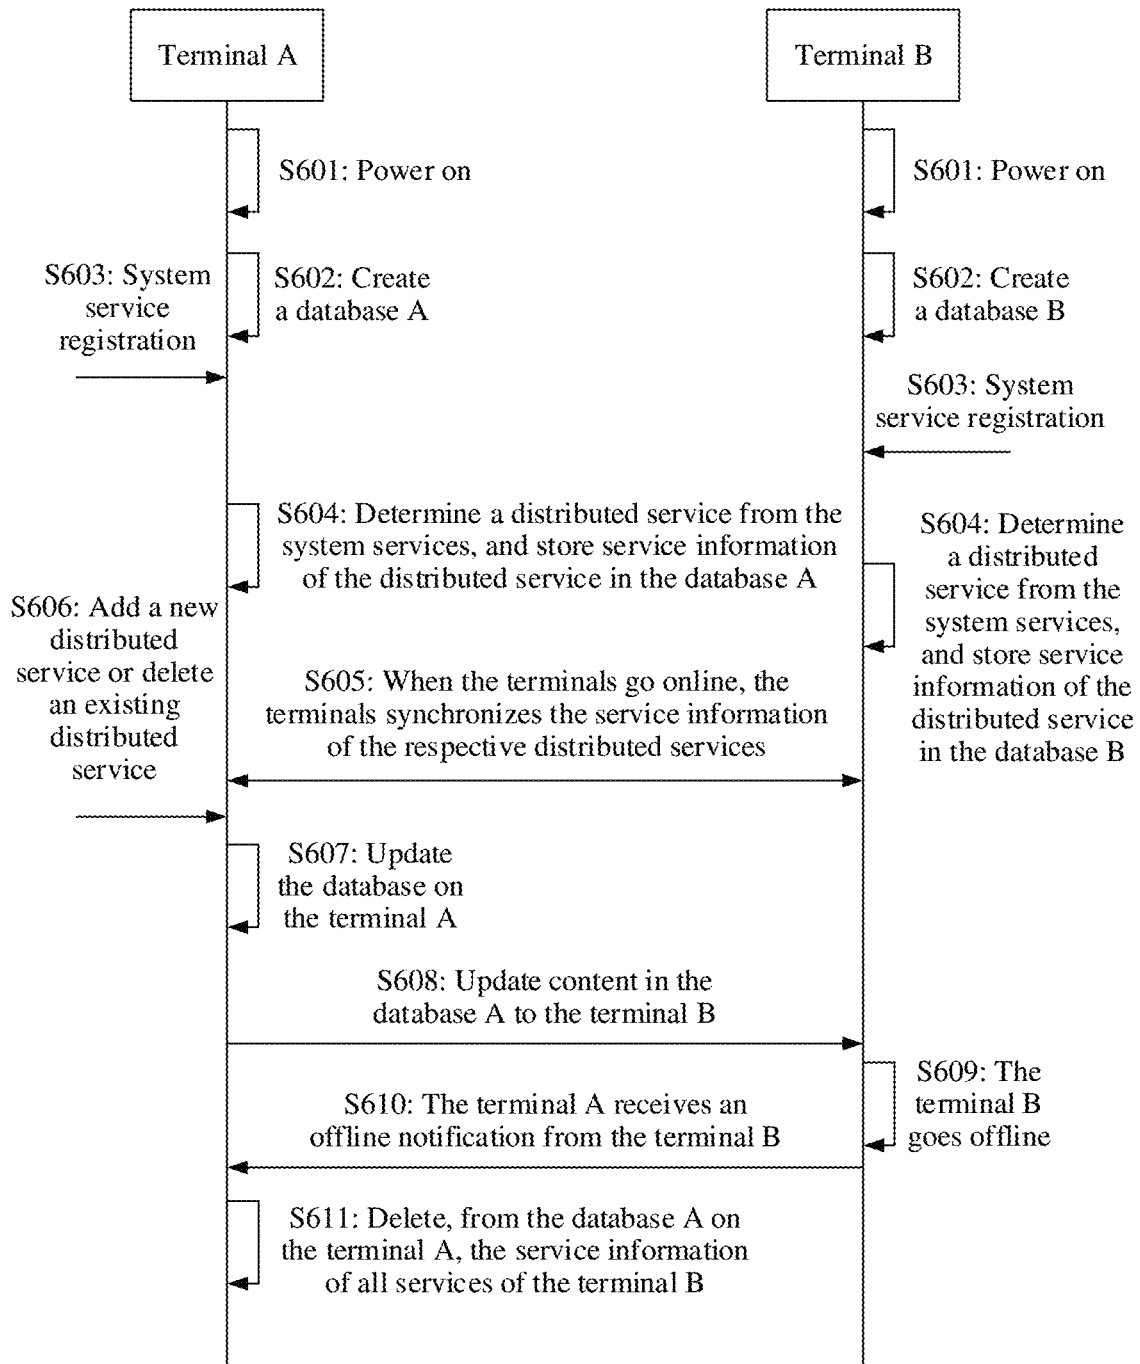 Terminal A
Terminal B
S601: Power on
S601: Power on
S603: System
service
registration
S602: Create
a database A
S602: Create
a database B
S603: System
service registration
S604: Determine a distributed service from the
system services, and store service information
of the distributed service in the database A
S604: Determine
a distributed
service from the
system services,
and store service
information of the
distributed service
in the database B
S606: Add a new
distributed
service or delete
an existing
distributed
service
S605: When the terminals go online, the
terminals synchronizes the service information
of the respective distributed services
S607: Update
the database on
the terminal A
S608: Update content in the
database A to the terminal B
S609: The
terminal B
goes offline
S610: The terminal A receives an
offline notification from the terminal B
S611: Delete, from the database A on
the terminal A, the service information
of all services of the terminal B